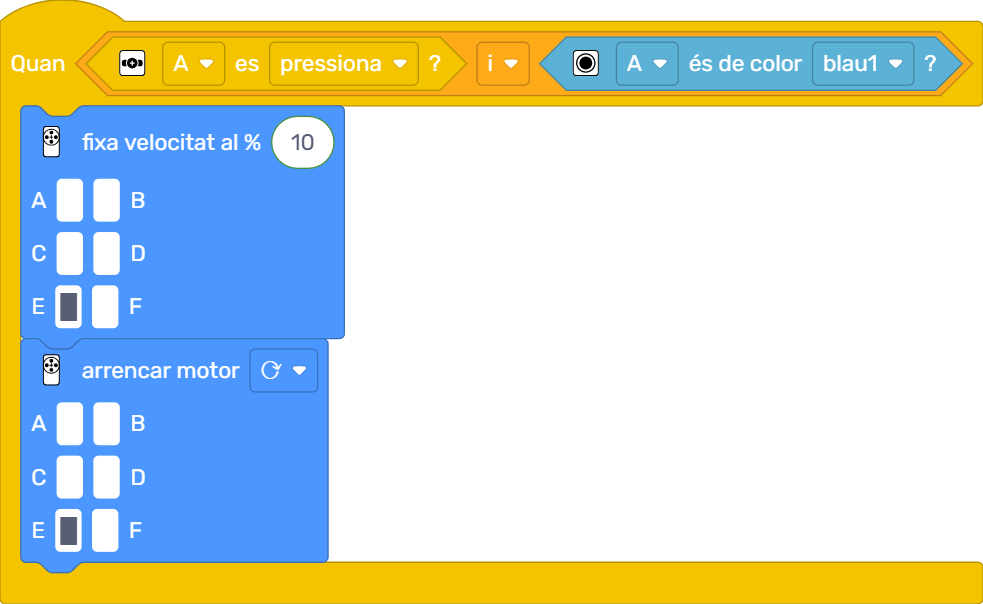 Quan A es pressiona ? i A és de color blau1 ?
fixa velocitat al % 10
A B
C D
E F
arrencar motor
A B
C D
E F